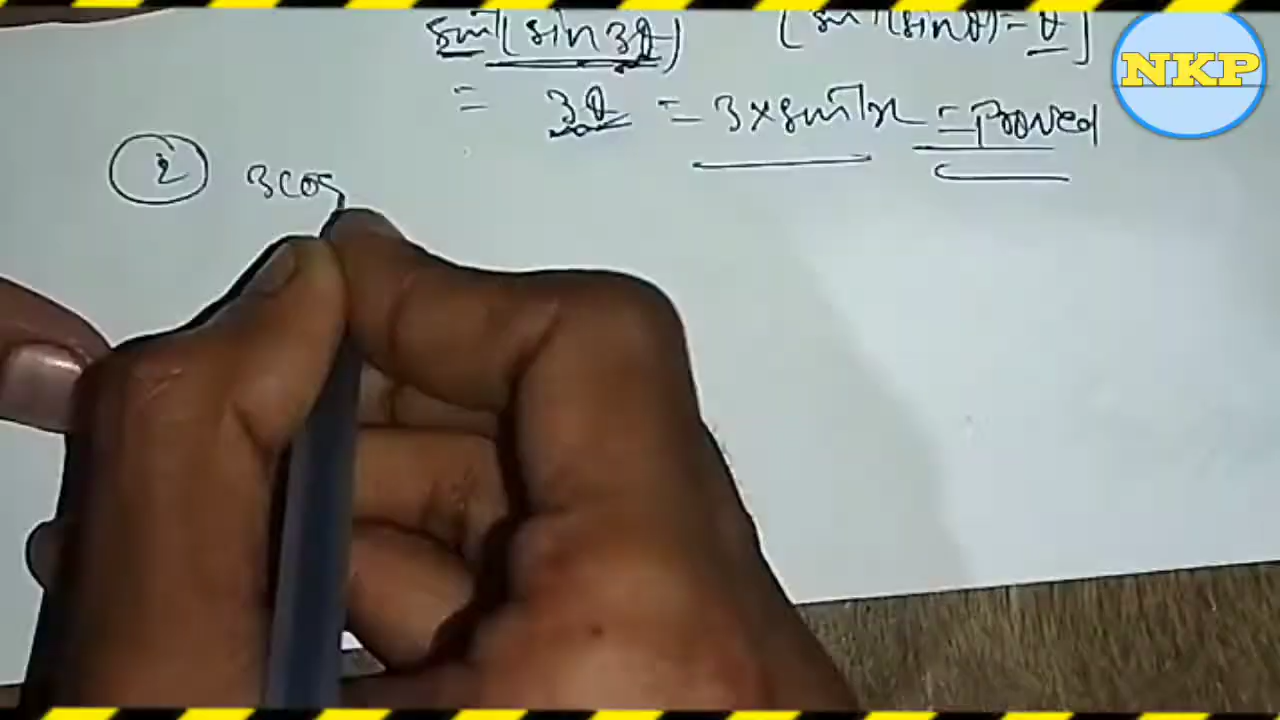 sin⁻¹(sin3θ) [sin⁻¹(sinθ)=θ]
= 3θ = 3×sin⁻¹x = Proved
② 3cos
NKP